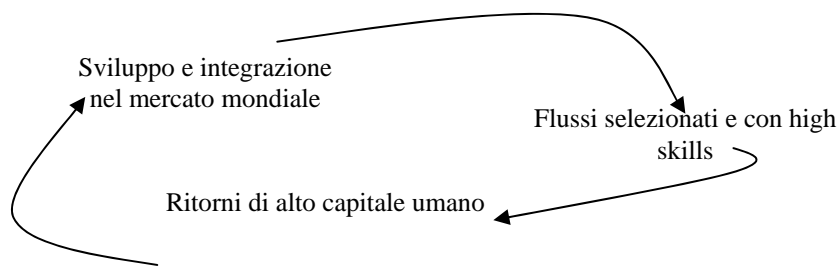 Sviluppo e integrazione
nel mercato mondiale
Flussi selezionati e con high
skills
Ritorni di alto capitale umano